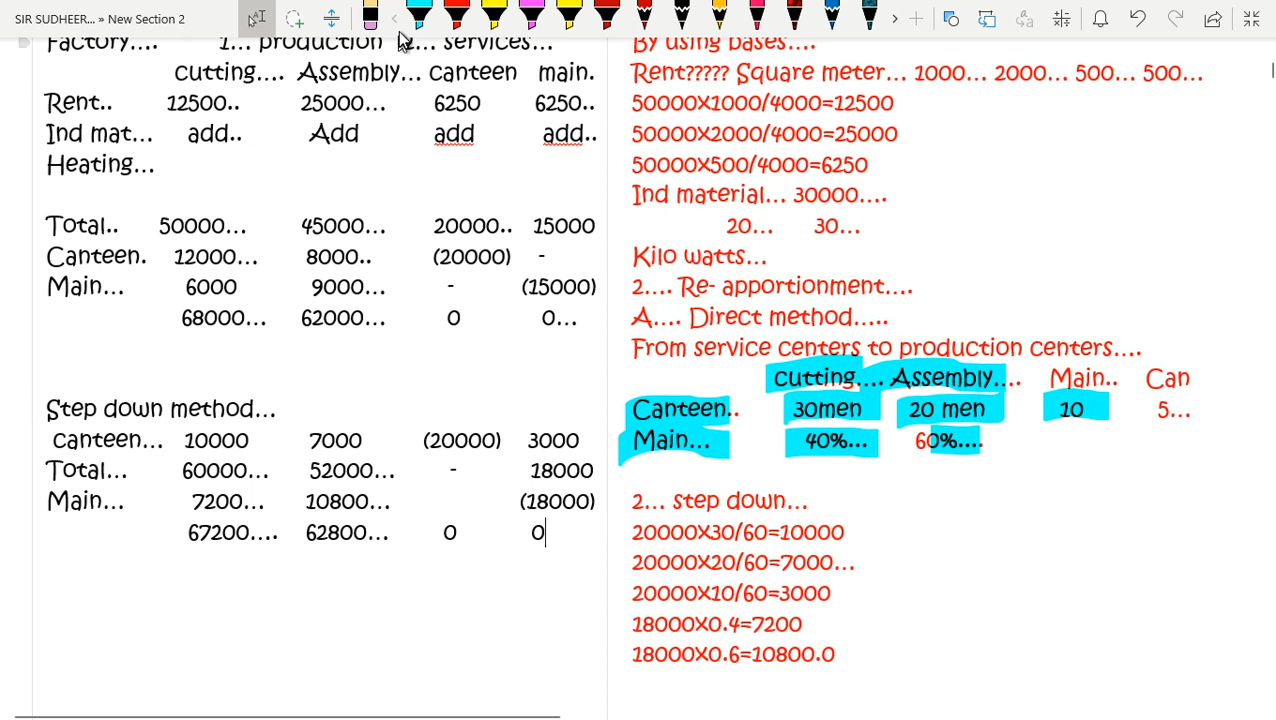 SIR SUDHEER... » New Section 2
Factory.... 1... production 2... services...
cutting.... Assembly... canteen main.
Rent.. 12500.. 25000... 6250 6250..
Ind mat... add.. Add add add..
Heating...
Total.. 50000... 45000... 20000.. 15000
Canteen. 12000... 8000.. (20000) -
Main... 6000 9000... - (15000)
68000... 62000... 0 0...
Step down method...
canteen... 10000 7000 (20000) 3000
Total... 60000... 52000... - 18000
Main... 7200... 10800... (18000)
67200.... 62800... 0 0
By using bases....
Rent????? Square meter... 1000... 2000... 500... 500...
50000X1000/4000=12500
50000X2000/4000=25000
50000X500/4000=6250
Ind material... 30000....
20... 30...
Kilo watts...
2.... Re- apportionment....
A.... Direct method.....
From service centers to production centers....
cutting.... Assembly.... Main.. Can
Canteen.. 30men 20 men 10 5...
Main... 40%... 60%....
2... step down...
20000X30/60=10000
20000X20/60=7000...
20000X10/60=3000
18000X0.4=7200
18000X0.6=10800.0